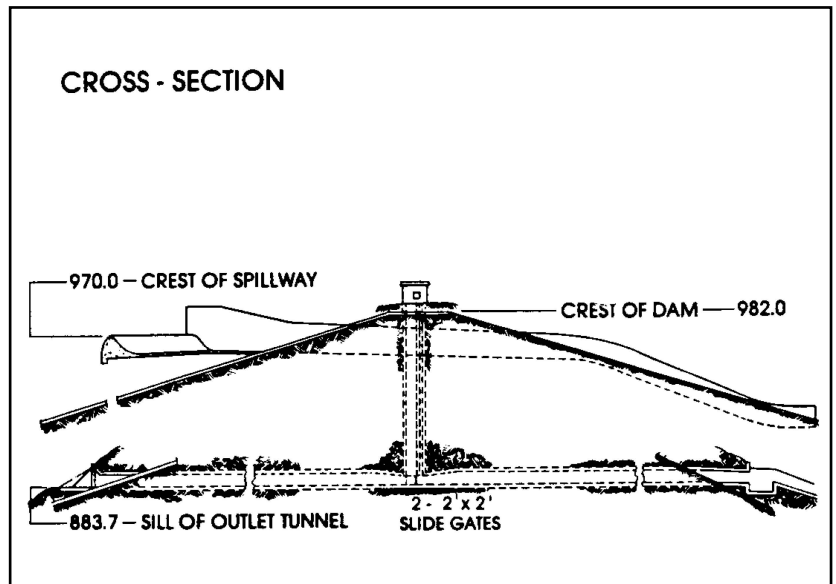 CROSS - SECTION
970.0 – CREST OF SPILLWAY
CREST OF DAM — 982.0
883.7 – SILL OF OUTLET TUNNEL
2 - 2' x 2'
SLIDE GATES